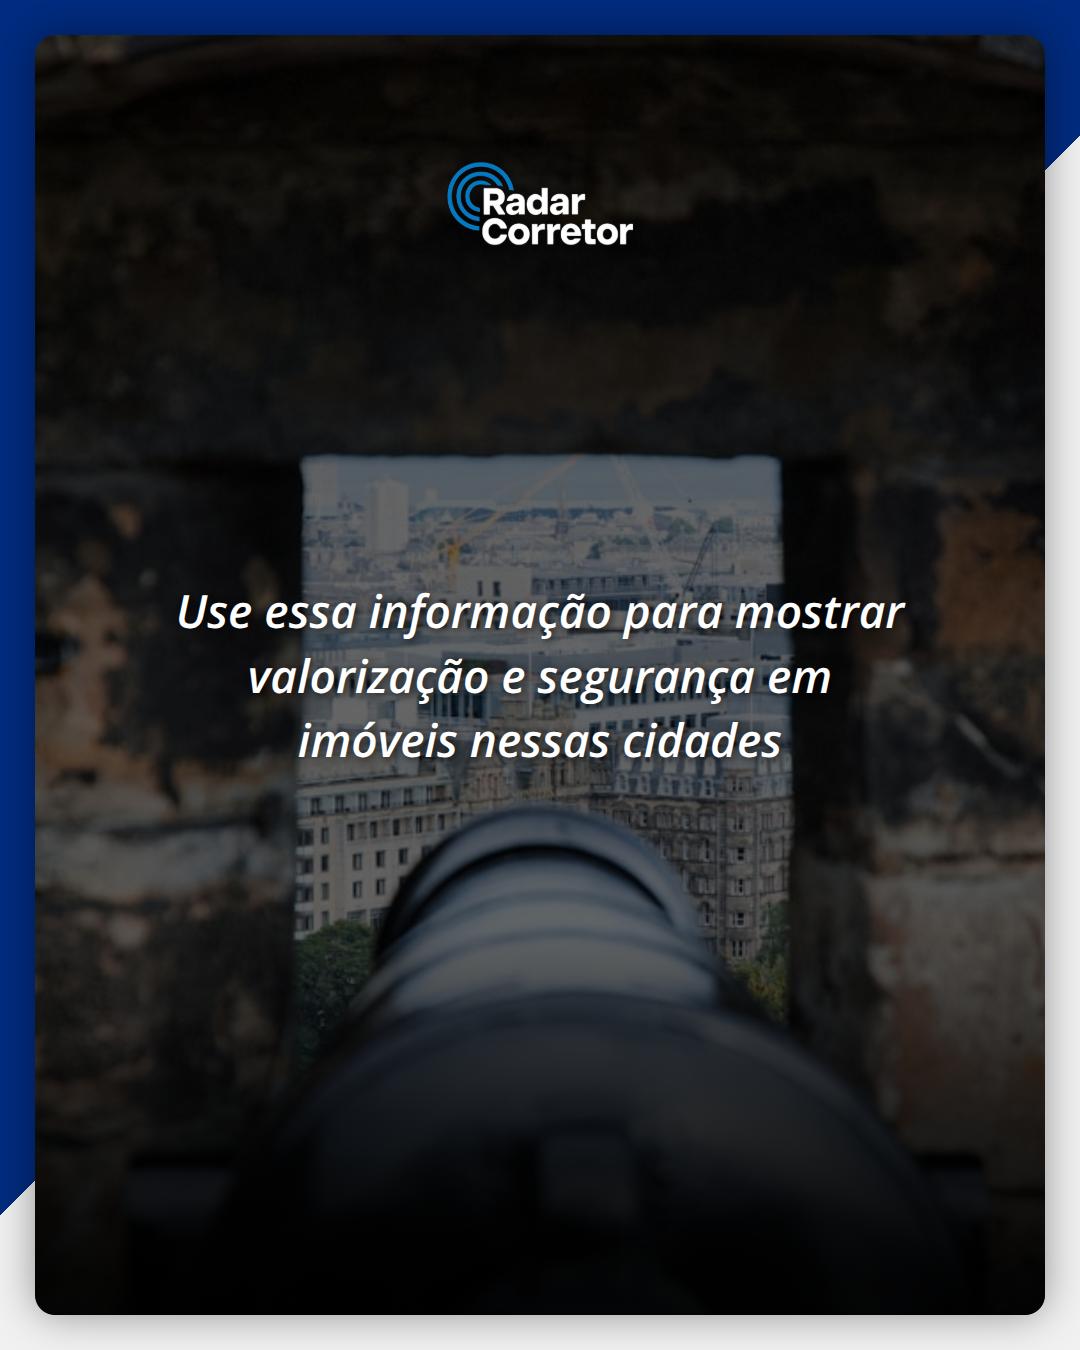 Radar
Corretor
Use essa informação para mostrar
valorização e segurança em
imóveis nessas cidades